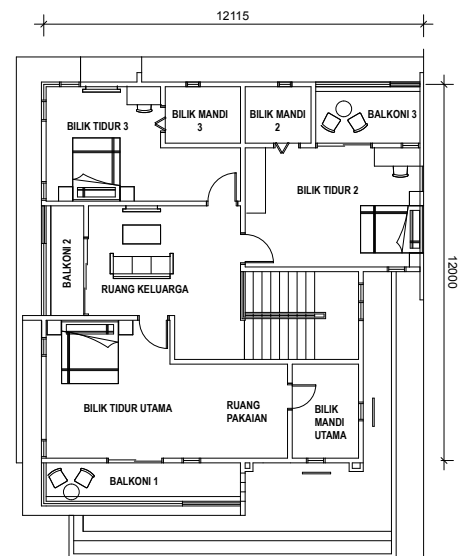 12115
BILIK TIDUR 3
BILIK MANDI
3
BILIK MANDI
2
BALKONI 3
BILIK TIDUR 2
BALKONI 2
RUANG KELUARGA
12000
BILIK TIDUR UTAMA
RUANG
PAKAIAN
BILIK
MANDI
UTAMA
BALKONI 1